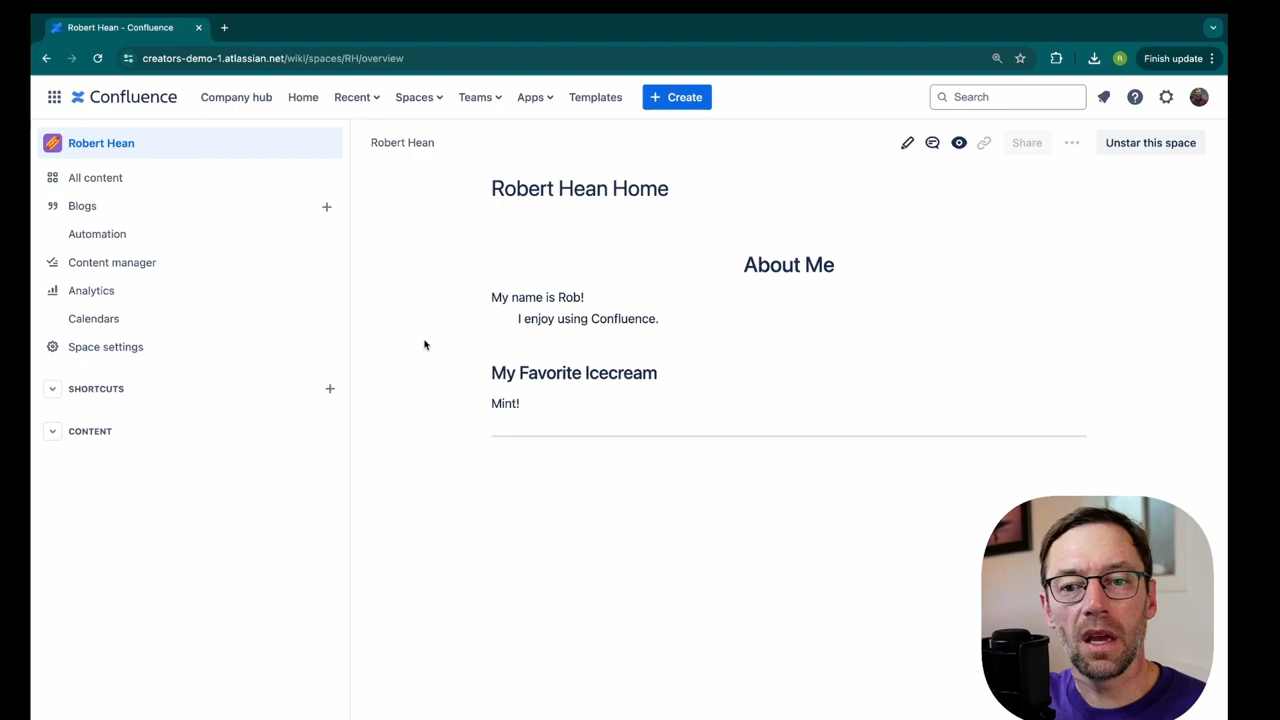 Robert Hean - Confluence
creators-demo-1.atlassian.net/wiki/spaces/RH/overview
R
Finish update
Confluence
Company hub
Home
Recent
Spaces
Teams
Apps
Templates
+ Create
Search
Robert Hean
All content
Blogs
Automation
Content manager
Analytics
Calendars
Space settings
SHORTCUTS
CONTENT
Robert Hean
Share
Unstar this space
Robert Hean Home
About Me
My name is Rob!
I enjoy using Confluence.
My Favorite Icecream
Mint!